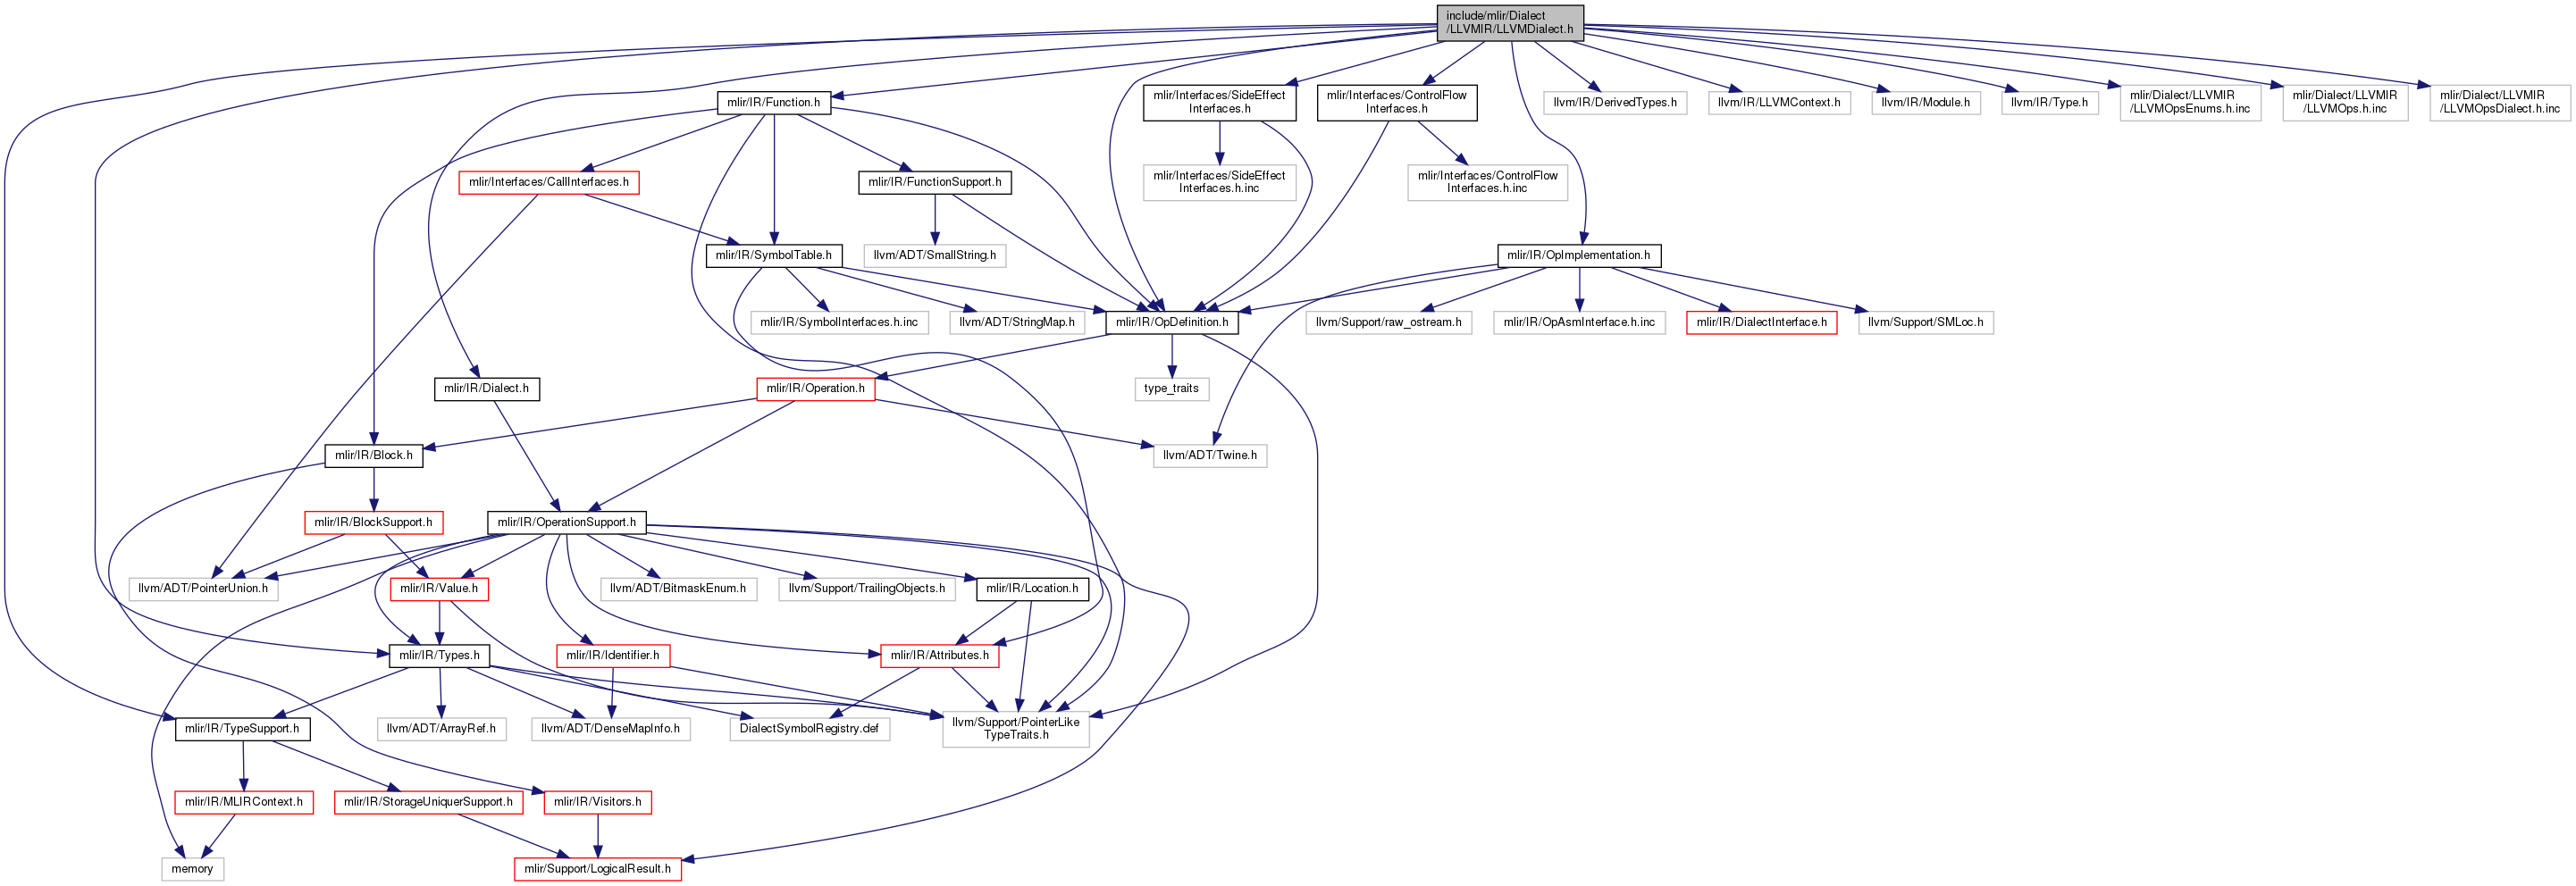 include/mlir/Dialect
/LLVMIR/LLVMDialect.h
mlir/IR/Function.h
mlir/Interfaces/SideEffect
Interfaces.h
mlir/Interfaces/ControlFlow
Interfaces.h
llvm/IR/DerivedTypes.h
llvm/IR/LLVMContext.h
llvm/IR/Module.h
llvm/IR/Type.h
mlir/Dialect/LLVMIR
/LLVMOpsEnums.h.inc
mlir/Dialect/LLVMIR
/LLVMOps.h.inc
mlir/Dialect/LLVMIR
/LLVMOpsDialect.h.inc
mlir/Interfaces/CallInterfaces.h
mlir/IR/FunctionSupport.h
mlir/Interfaces/SideEffect
Interfaces.h.inc
mlir/Interfaces/ControlFlow
Interfaces.h.inc
mlir/IR/SymbolTable.h
llvm/ADT/SmallString.h
mlir/IR/OpImplementation.h
mlir/IR/SymbolInterfaces.h.inc
llvm/ADT/StringMap.h
mlir/IR/OpDefinition.h
llvm/Support/raw_ostream.h
mlir/IR/OpAsmInterface.h.inc
mlir/IR/DialectInterface.h
llvm/Support/SMLoc.h
mlir/IR/Dialect.h
mlir/IR/Operation.h
type_traits
mlir/IR/Block.h
llvm/ADT/Twine.h
mlir/IR/BlockSupport.h
mlir/IR/OperationSupport.h
llvm/ADT/PointerUnion.h
mlir/IR/Value.h
llvm/ADT/BitmaskEnum.h
llvm/Support/TrailingObjects.h
mlir/IR/Location.h
mlir/IR/Types.h
mlir/IR/Identifier.h
mlir/IR/Attributes.h
mlir/IR/TypeSupport.h
llvm/ADT/ArrayRef.h
llvm/ADT/DenseMapInfo.h
DialectSymbolRegistry.def
llvm/Support/PointerLike
TypeTraits.h
mlir/IR/MLIRContext.h
mlir/IR/StorageUniquerSupport.h
mlir/IR/Visitors.h
memory
mlir/Support/LogicalResult.h